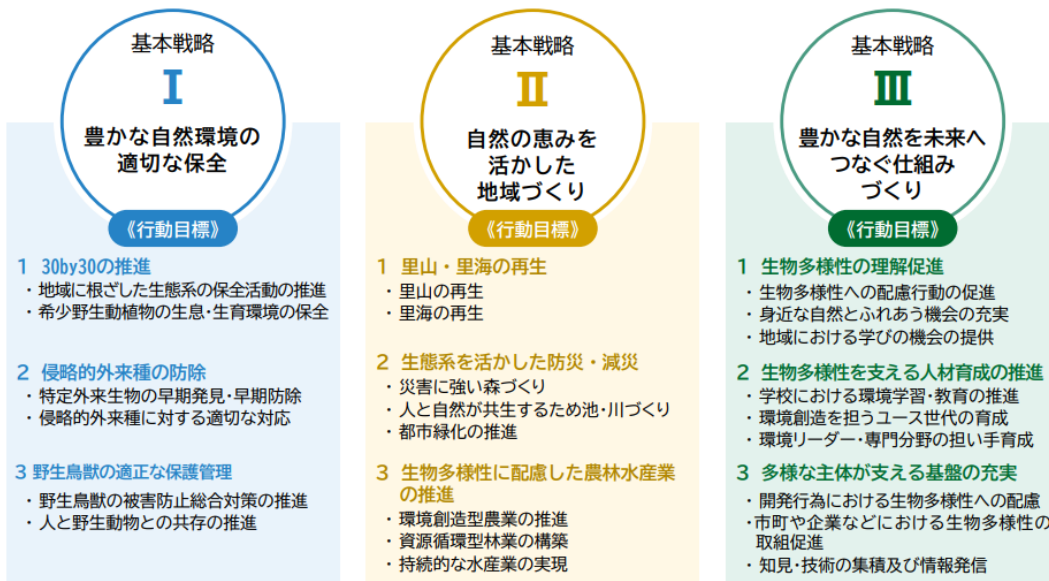 基本戦略
Ⅰ
豊かな自然環境の
適切な保全
《行動目標》
1 30by30の推進
・地域に根ざした生態系の保全活動の推進
・希少野生動植物の生息・生育環境の保全
2 侵略的外来種の防除
・特定外来生物の早期発見・早期防除
・侵略的外来種に対する適切な対応
3 野生鳥獣の適正な保護管理
・野生鳥獣の被害防止総合対策の推進
・人と野生動物との共存の推進
基本戦略
Ⅱ
自然の恵みを
活かした
地域づくり
《行動目標》
1 里山・里海の再生
・里山の再生
・里海の再生
2 生態系を活かした防災・減災
・災害に強い森づくり
・人と自然が共生するため池・川づくり
・都市緑化の推進
3 生物多様性に配慮した農林水産業
の推進
・環境創造型農業の推進
・資源循環型林業の構築
・持続的な水産業の実現
基本戦略
Ⅲ
豊かな自然を未来へ
つなぐ仕組み
づくり
《行動目標》
1 生物多様性の理解促進
・生物多様性への配慮行動の促進
・身近な自然とふれあう機会の充実
・地域における学びの機会の提供
2 生物多様性を支える人材育成の推進
・学校における環境学習・教育の推進
・環境創造を担うユース世代の育成
・環境リーダー・専門分野の担い手育成
3 多様な主体が支える基盤の充実
・開発行為における生物多様性への配慮
・市町や企業などにおける生物多様性の
取組促進
・知見・技術の集積及び情報発信